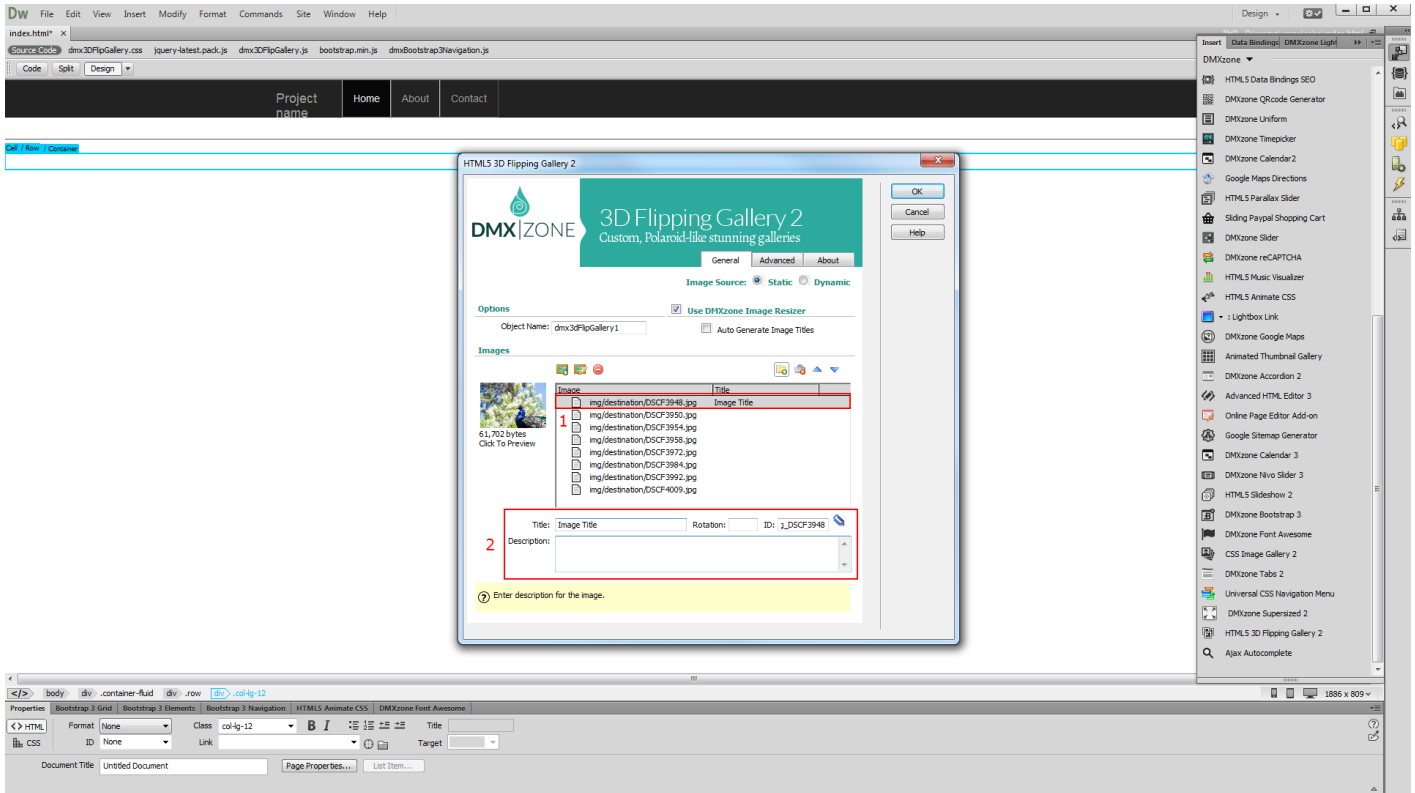 DW File Edit View Insert Modify Format Commands Site Window Help Design
index.html* ×
Source Code dmx3DFlipGallery.css jquery-latest.pack.js dmx3DFlipGallery.js bootstrap.min.js dmxBootstrap3Navigation.js
Code Split Design
Project name Home About Contact
Cell / Row / Container
HTML5 3D Flipping Gallery 2
DMX|ZONE
3D Flipping Gallery 2
Custom, Polaroid-like stunning galleries
General Advanced About
OK
Cancel
Help
Image Source: Static Dynamic
Options
Use DMXzone Image Resizer
Object Name: dmx3dFlipGallery1
Auto Generate Image Titles
Images
Image Title
img/destination/DSCF3948.jpg Image Title
1
img/destination/DSCF3950.jpg
img/destination/DSCF3954.jpg
img/destination/DSCF3958.jpg
img/destination/DSCF3972.jpg
img/destination/DSCF3984.jpg
img/destination/DSCF3992.jpg
img/destination/DSCF4009.jpg
61,702 bytes
Click To Preview
Title: Image Title Rotation: ID: g_DSCF3948
2
Description:
Enter description for the image.
Insert Data Bindings DMXzone Light
DMXzone
HTML5 Data Bindings SEO
DMXzone QRcode Generator
DMXzone Uniform
DMXzone Timepicker
DMXzone Calendar2
Google Maps Directions
HTML5 Parallax Slider
Sliding Paypal Shopping Cart
DMXzone Slider
DMXzone reCAPTCHA
HTML5 Music Visualizer
HTML5 Animate CSS
: Lightbox Link
DMXzone Google Maps
Animated Thumbnail Gallery
DMXzone Accordion 2
Advanced HTML Editor 3
Online Page Editor Add-on
Google Sitemap Generator
DMXzone Calendar 3
DMXzone Nivo Slider 3
HTML5 Slideshow 2
DMXzone Bootstrap 3
DMXzone Font Awesome
CSS Image Gallery 2
DMXzone Tabs 2
Universal CSS Navigation Menu
DMXzone Supersized 2
HTML5 3D Flipping Gallery 2
Ajax Autocomplete
</> body div .container-fluid div .row div .col-lg-12 1886 x 809
Properties Bootstrap 3 Grid Bootstrap 3 Elements Bootstrap 3 Navigation HTML5 Animate CSS DMXzone Font Awesome
<> HTML Format None Class col-lg-12 B I Title
CSS ID None Link Target
Document Title Untitled Document Page Properties... List Item...